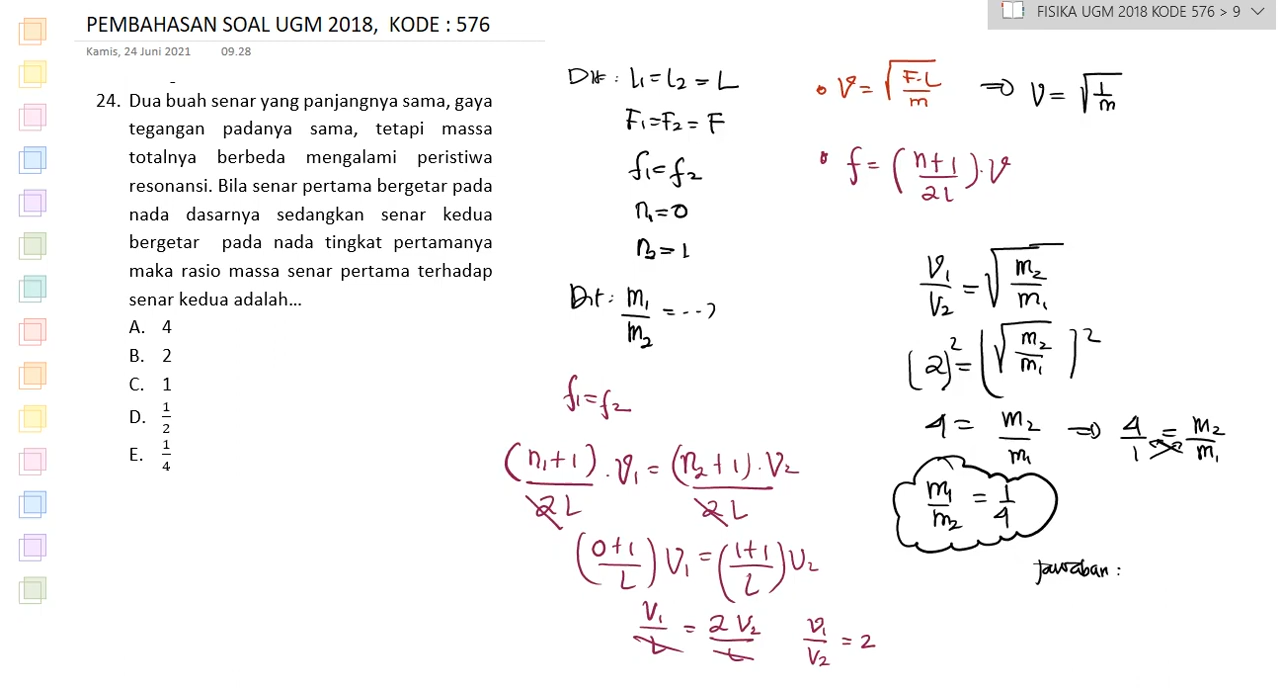 PEMBAHASAN SOAL UGM 2018, KODE : 576
FISIKA UGM 2018 KODE 576 > 9
Kamis, 24 Juni 2021 09.28
24. Dua buah senar yang panjangnya sama, gaya
tegangan padanya sama, tetapi massa
totalnya berbeda mengalami peristiwa
resonansi. Bila senar pertama bergetar pada
nada dasarnya sedangkan senar kedua
bergetar pada nada tingkat pertamanya
maka rasio massa senar pertama terhadap
senar kedua adalah...
A. 4
B. 2
C. 1
D. 1/2
E. 1/4
Dit : L₁ = L₂ = L
F₁ = F₂ = F
f₁ = f₂
n₁ = 0
n₂ = 1
Dit : m₁/m₂ = ...?
f₁ = f₂
(n₁+1)/2L . v₁ = (n₂+1)/2L . v₂
((0+1)/L) v₁ = ((1+1)/L) v₂
v₁/L = 2 v₂/L v₁/v₂ = 2
• v = √(F.L/m) ⇒ v = √(1/m)
• f = ((n+1)/2L) . v
v₁/v₂ = √(m₂/m₁)
(2)² = (√(m₂/m₁))²
4 = m₂/m₁ ⇒ 4/1 = m₂/m₁
m₁/m₂ = 1/4
Jawaban :